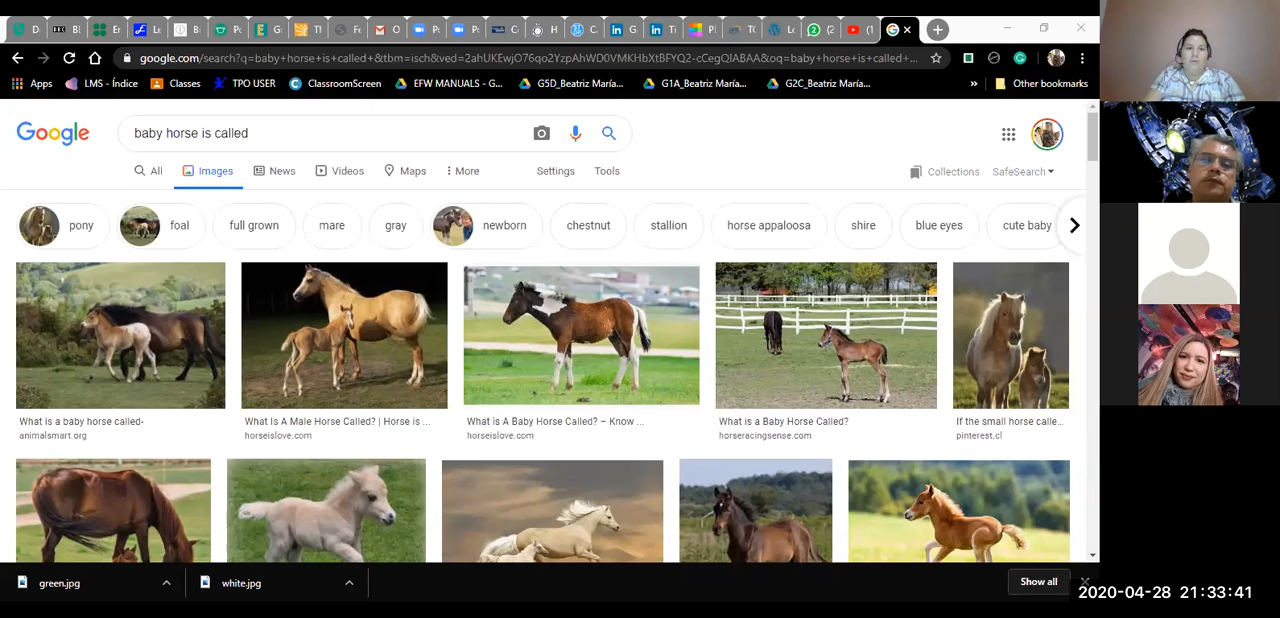 google.com/search?q=baby+horse+is+called+&tbm=isch&ved=2ahUKEwjO76qo2YzpAhWD0VMKHbXtBFYQ2-cCegQIABAA&oq=baby+horse+is+called+...
Apps LMS - Índice Classes TPO USER ClassroomScreen EFW MANUALS - G... G5D_Beatriz María... G1A_Beatriz María... G2C_Beatriz María... » Other bookmarks
Google baby horse is called
All Images News Videos Maps More Settings Tools Collections SafeSearch
pony foal full grown mare gray newborn chestnut stallion horse appaloosa shire blue eyes cute baby
What is a baby horse called-
animalsmart.org
What Is A Male Horse Called? | Horse is ...
horseislove.com
What is A Baby Horse Called? – Know ...
horseislove.com
What is a Baby Horse Called?
horseracingsense.com
If the small horse calle...
pinterest.cl
green.jpg white.jpg Show all
2020-04-28 21:33:41